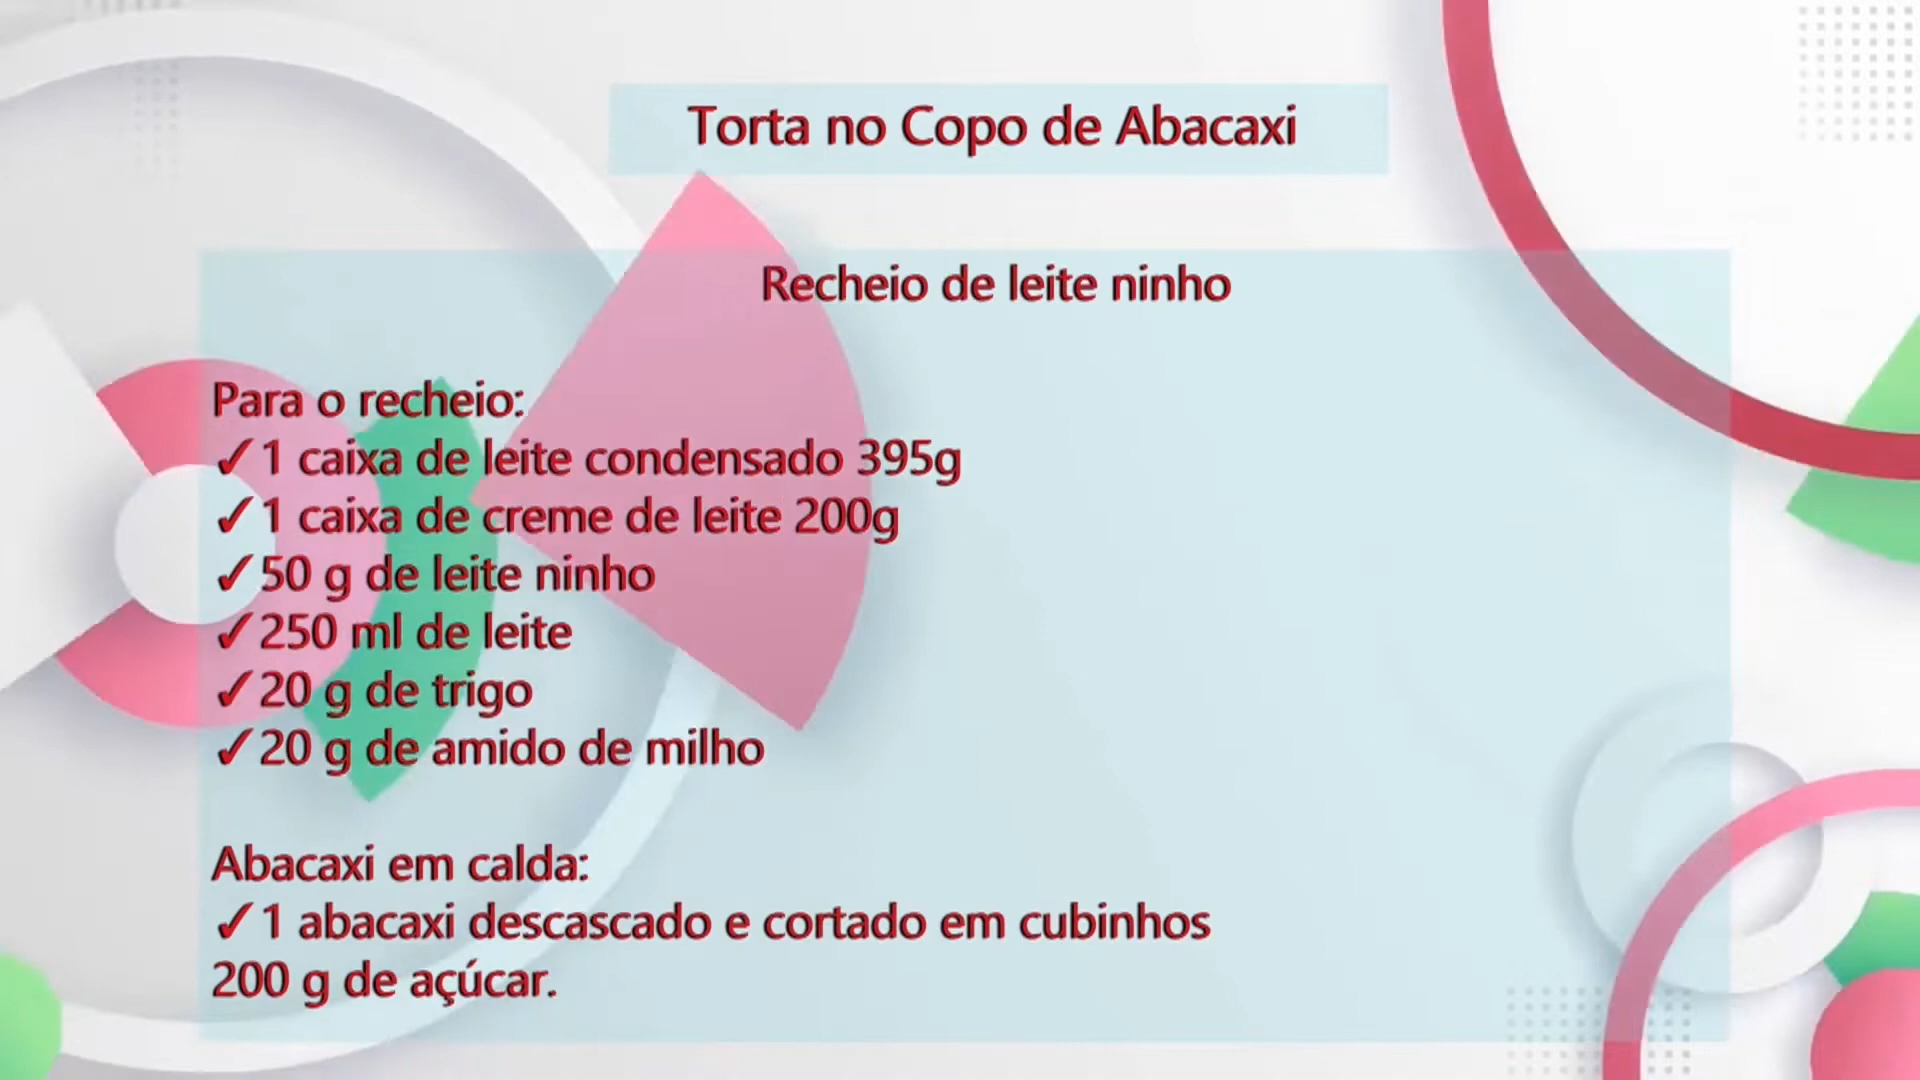 Torta no Copo de Abacaxi
Recheio de leite ninho
Para o recheio:
✓1 caixa de leite condensado 395g
✓1 caixa de creme de leite 200g
✓50 g de leite ninho
✓250 ml de leite
✓20 g de trigo
✓20 g de amido de milho
Abacaxi em calda:
✓1 abacaxi descascado e cortado em cubinhos
200 g de açúcar.